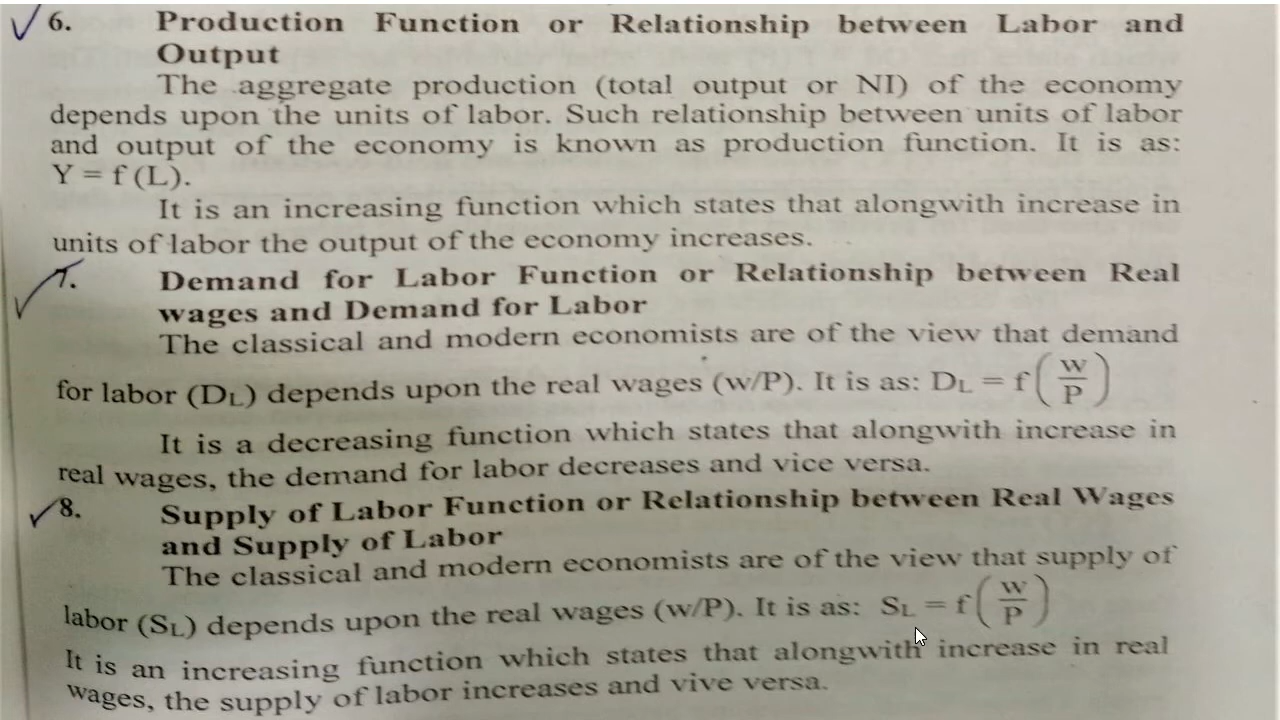 6. Production Function or Relationship between Labor and
Output
The aggregate production (total output or NI) of the economy
depends upon the units of labor. Such relationship between units of labor
and output of the economy is known as production function. It is as:
Y = f (L).
It is an increasing function which states that alongwith increase in
units of labor the output of the economy increases.
7. Demand for Labor Function or Relationship between Real
wages and Demand for Labor
The classical and modern economists are of the view that demand
for labor (DL) depends upon the real wages (w/P). It is as: DL = f(w/P)
It is a decreasing function which states that alongwith increase in
real wages, the demand for labor decreases and vice versa.
8. Supply of Labor Function or Relationship between Real Wages
and Supply of Labor
The classical and modern economists are of the view that supply of
labor (SL) depends upon the real wages (w/P). It is as: SL = f(w/P)
It is an increasing function which states that alongwith increase in real
wages, the supply of labor increases and vive versa.